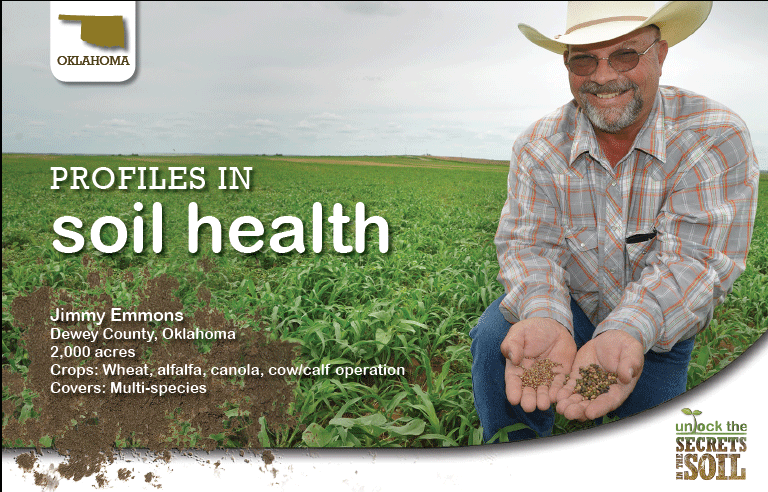 OKLAHOMA
PROFILES IN
soil health
Jimmy Emmons
Dewey County, Oklahoma
2,000 acres
Crops: Wheat, alfalfa, canola, cow/calf operation
Covers: Multi-species
unlock the
SECRETS
IN THE
SOIL